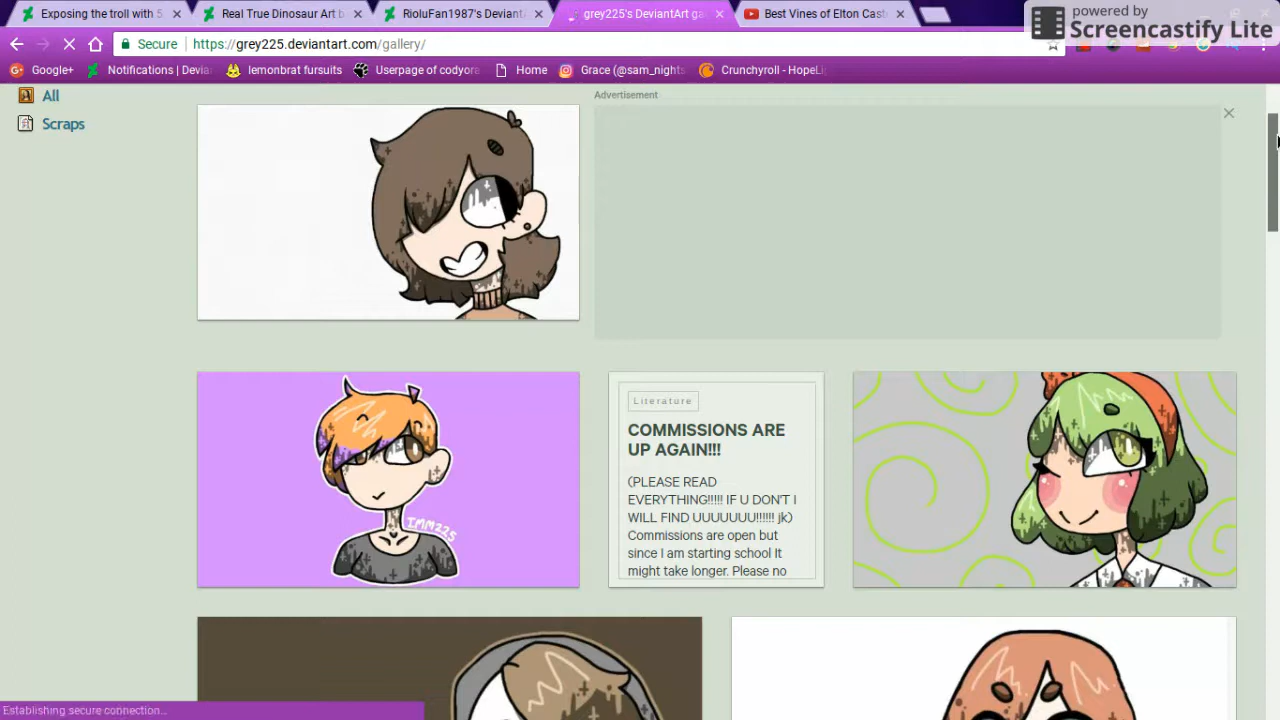 Exposing the troll with 5
Real True Dinosaur Art b
RioluFan1987's Deviant
grey225's DeviantArt ga
Best Vines of Elton Cast
powered by
Screencastify Lite
Secure
https://grey225.deviantart.com/gallery/
Google+
Notifications | Devia
lemonbrat fursuits
Userpage of codyora
Home
Grace (@sam_nights
Crunchyroll - HopeLi
All
Scraps
Advertisement
Literature
COMMISSIONS ARE
UP AGAIN!!!
(PLEASE READ
EVERYTHING!!!!! IF U DON'T I
WILL FIND UUUUUUU!!!!!! jk)
Commissions are open but
since I am starting school It
might take longer. Please no
IMM225
Establishing secure connection...